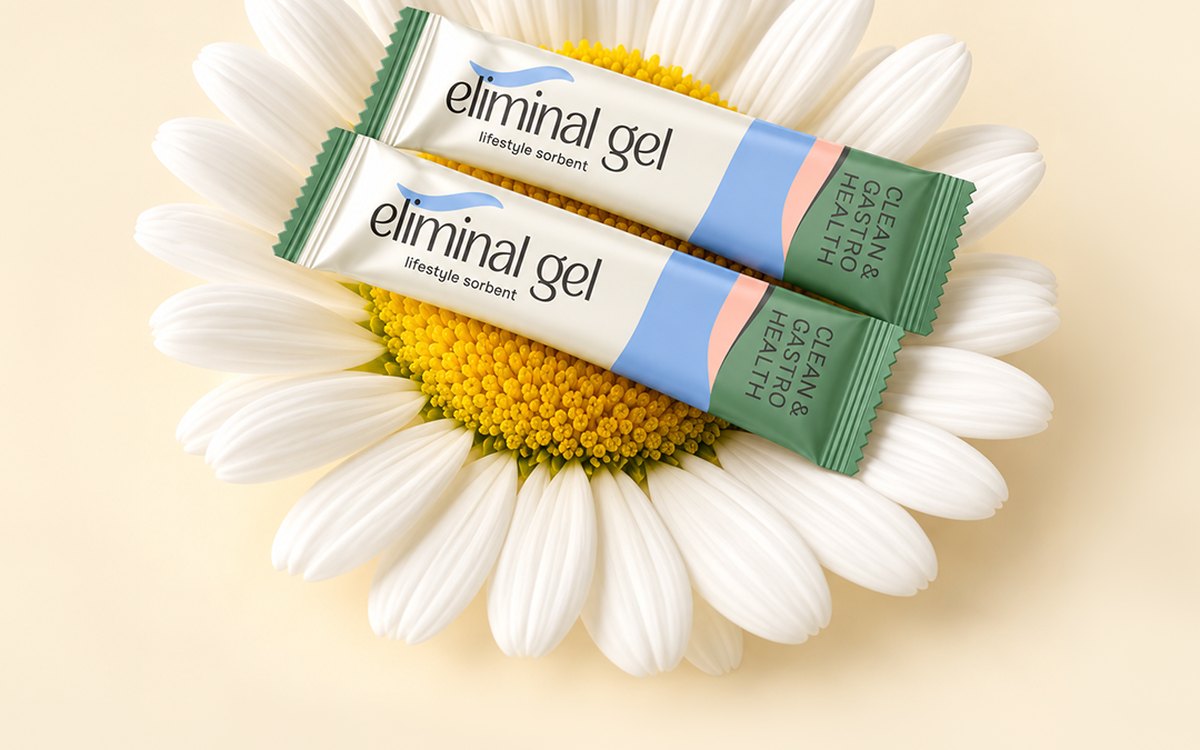 eliminal gel
lifestyle sorbent
CLEAN &
GASTRO
HEALTH
eliminal gel
lifestyle sorbent
CLEAN &
GASTRO
HEALTH